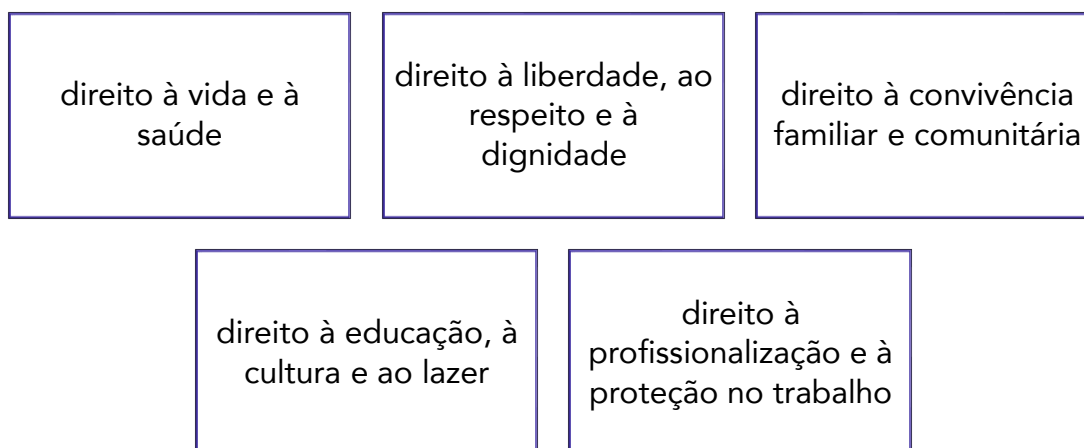 direito à vida e à
saúde
direito à liberdade, ao
respeito e à
dignidade
direito à convivência
familiar e comunitária
direito à educação, à
cultura e ao lazer
direito à
profissionalização e à
proteção no trabalho